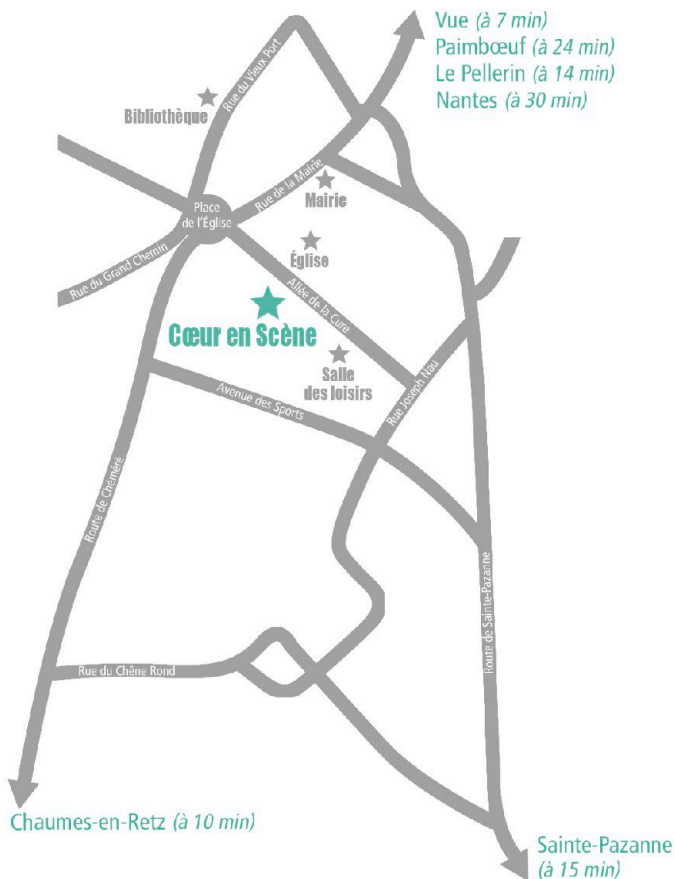 Vue (à 7 min)
Paimbœuf (à 24 min)
Le Pellerin (à 14 min)
Nantes (à 30 min)
Rue du Vieux Port
Bibliothèque
Rue de la Mairie
Mairie
Place
de l'Église
Rue du Grand Chemin
Église
Allée de la Cure
Cœur en Scène
Salle
des loisirs
Rue Joseph Nau
Avenue des Sports
Route de Chéméré
Route de Sainte-Pazanne
Rue du Chêne Rond
Chaumes-en-Retz (à 10 min)
Sainte-Pazanne
(à 15 min)